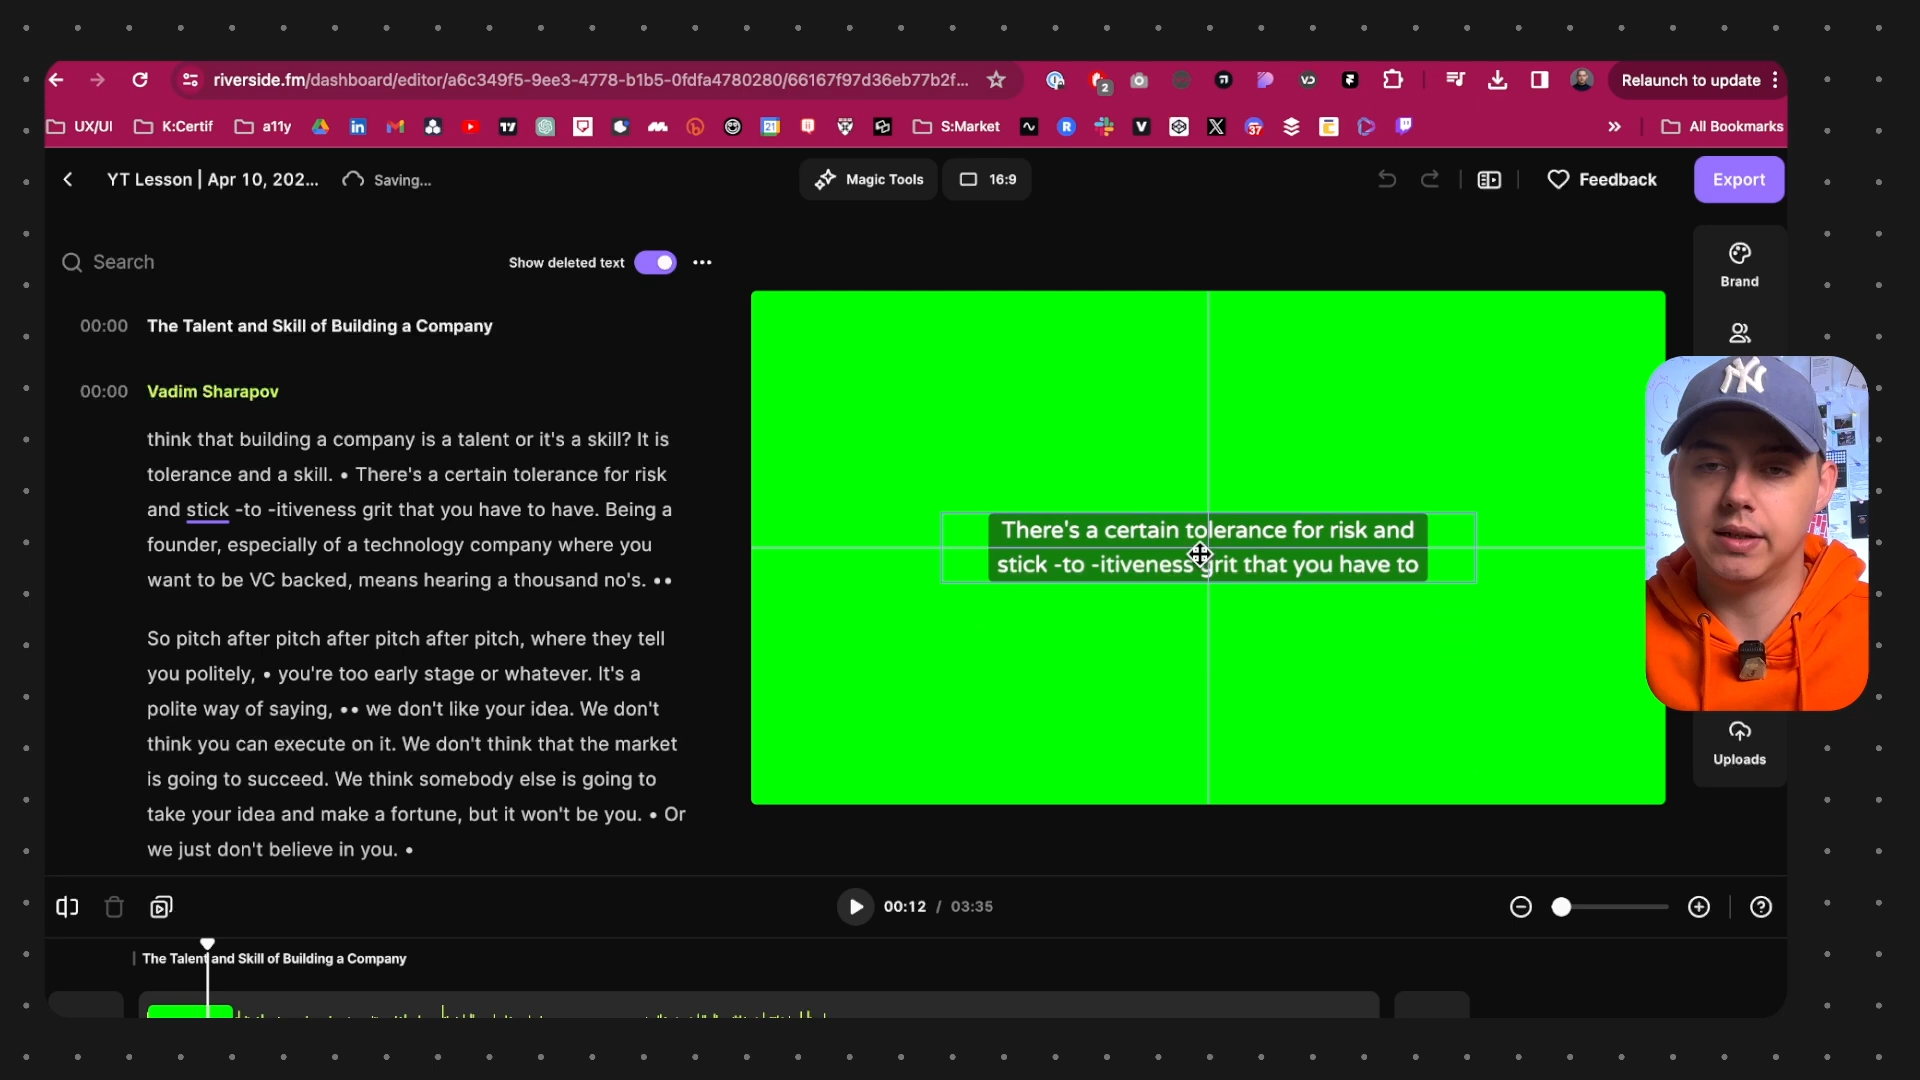 riverside.fm/dashboard/editor/a6c349f5-9ee3-4778-b1b5-0fdfa4780280/66167f97d36eb77b2f...
2
Relaunch to update
UX/UI
K:Certif
a11y
21
S:Market
37
All Bookmarks
YT Lesson | Apr 10, 202...
Saving...
Magic Tools
16:9
Feedback
Export
Search
Show deleted text
Brand
00:00 The Talent and Skill of Building a Company
00:00 Vadim Sharapov
think that building a company is a talent or it's a skill? It is
tolerance and a skill. • There's a certain tolerance for risk
and stick -to -itiveness grit that you have to have. Being a
founder, especially of a technology company where you
want to be VC backed, means hearing a thousand no's. ••
So pitch after pitch after pitch after pitch, where they tell
you politely, • you're too early stage or whatever. It's a
polite way of saying, •• we don't like your idea. We don't
think you can execute on it. We don't think that the market
is going to succeed. We think somebody else is going to
take your idea and make a fortune, but it won't be you. • Or
we just don't believe in you. •
There's a certain tolerance for risk and
stick -to -itiveness grit that you have to
NY
Uploads
00:12 / 03:35
The Talent and Skill of Building a Company